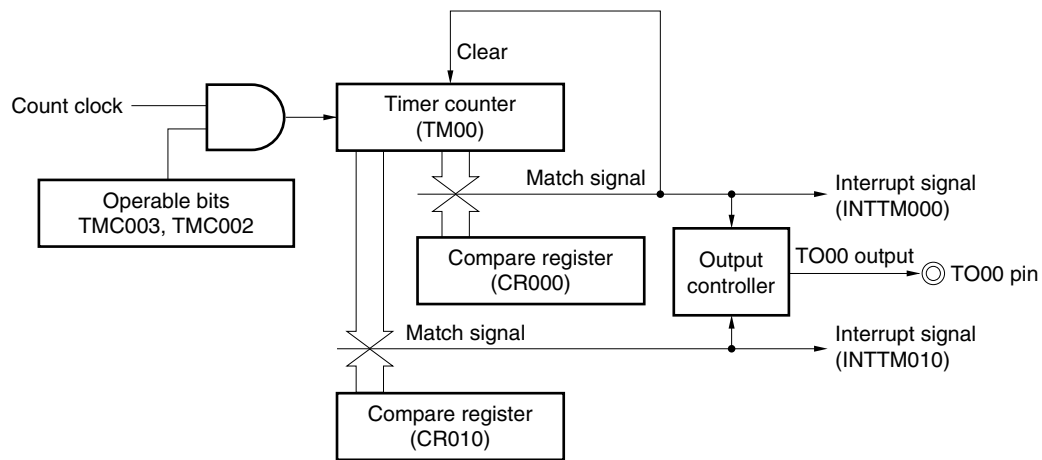 Clear
Count clock
Timer counter
(TM00)
Operable bits
TMC003, TMC002
Match signal
Interrupt signal
(INTTM000)
Compare register
(CR000)
Output
controller
TO00 output
TO00 pin
Match signal
Interrupt signal
(INTTM010)
Compare register
(CR010)